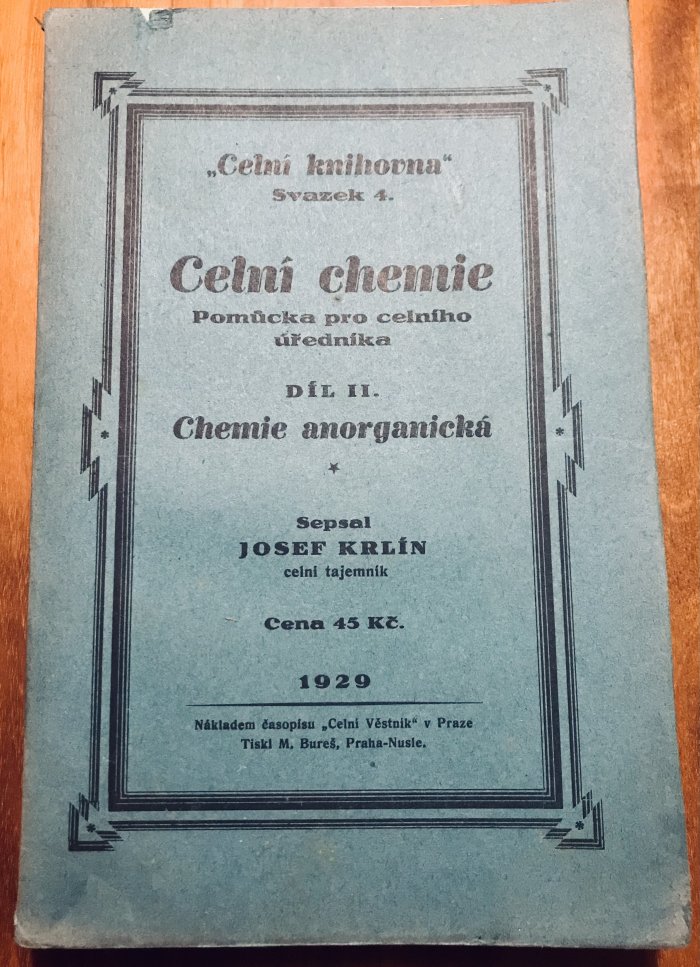 „Celní knihovna“
Svazek 4.
Celní chemie
Pomůcka pro celního
úředníka
DÍL II.
Chemie anorganická
Sepsal
JOSEF KRLÍN
celní tajemník
Cena 45 Kč.
1929
Nákladem časopisu „Celní Věstník“ v Praze
Tiskl M. Bureš, Praha-Nusle.